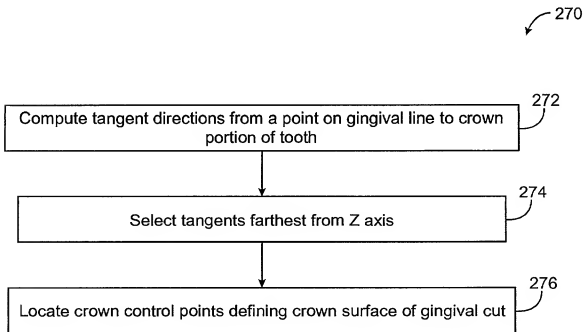 270
272
Compute tangent directions from a point on gingival line to crown
portion of tooth
274
Select tangents farthest from Z axis
276
Locate crown control points defining crown surface of gingival cut